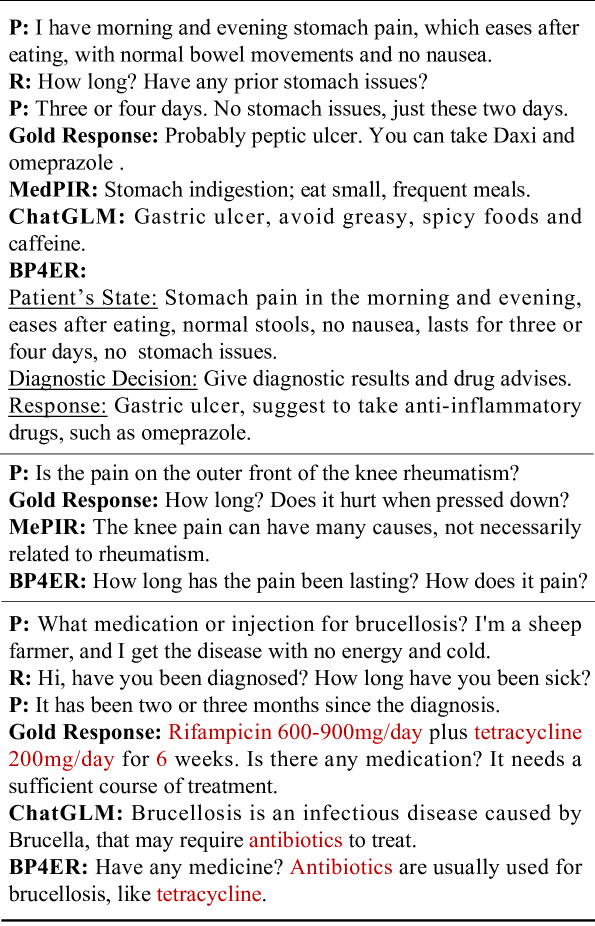 P: I have morning and evening stomach pain, which eases after
eating, with normal bowel movements and no nausea.
R: How long? Have any prior stomach issues?
P: Three or four days. No stomach issues, just these two days.
Gold Response: Probably peptic ulcer. You can take Daxi and
omeprazole .
MedPIR: Stomach indigestion; eat small, frequent meals.
ChatGLM: Gastric ulcer, avoid greasy, spicy foods and
caffeine.
BP4ER:
Patient's State: Stomach pain in the morning and evening,
eases after eating, normal stools, no nausea, lasts for three or
four days, no stomach issues.
Diagnostic Decision: Give diagnostic results and drug advises.
Response: Gastric ulcer, suggest to take anti-inflammatory
drugs, such as omeprazole.
P: Is the pain on the outer front of the knee rheumatism?
Gold Response: How long? Does it hurt when pressed down?
MePIR: The knee pain can have many causes, not necessarily
related to rheumatism.
BP4ER: How long has the pain been lasting? How does it pain?
P: What medication or injection for brucellosis? I'm a sheep
farmer, and I get the disease with no energy and cold.
R: Hi, have you been diagnosed? How long have you been sick?
P: It has been two or three months since the diagnosis.
Gold Response: Rifampicin 600-900mg/day plus tetracycline
200mg/day for 6 weeks. Is there any medication? It needs a
sufficient course of treatment.
ChatGLM: Brucellosis is an infectious disease caused by
Brucella, that may require antibiotics to treat.
BP4ER: Have any medicine? Antibiotics are usually used for
brucellosis, like tetracycline.